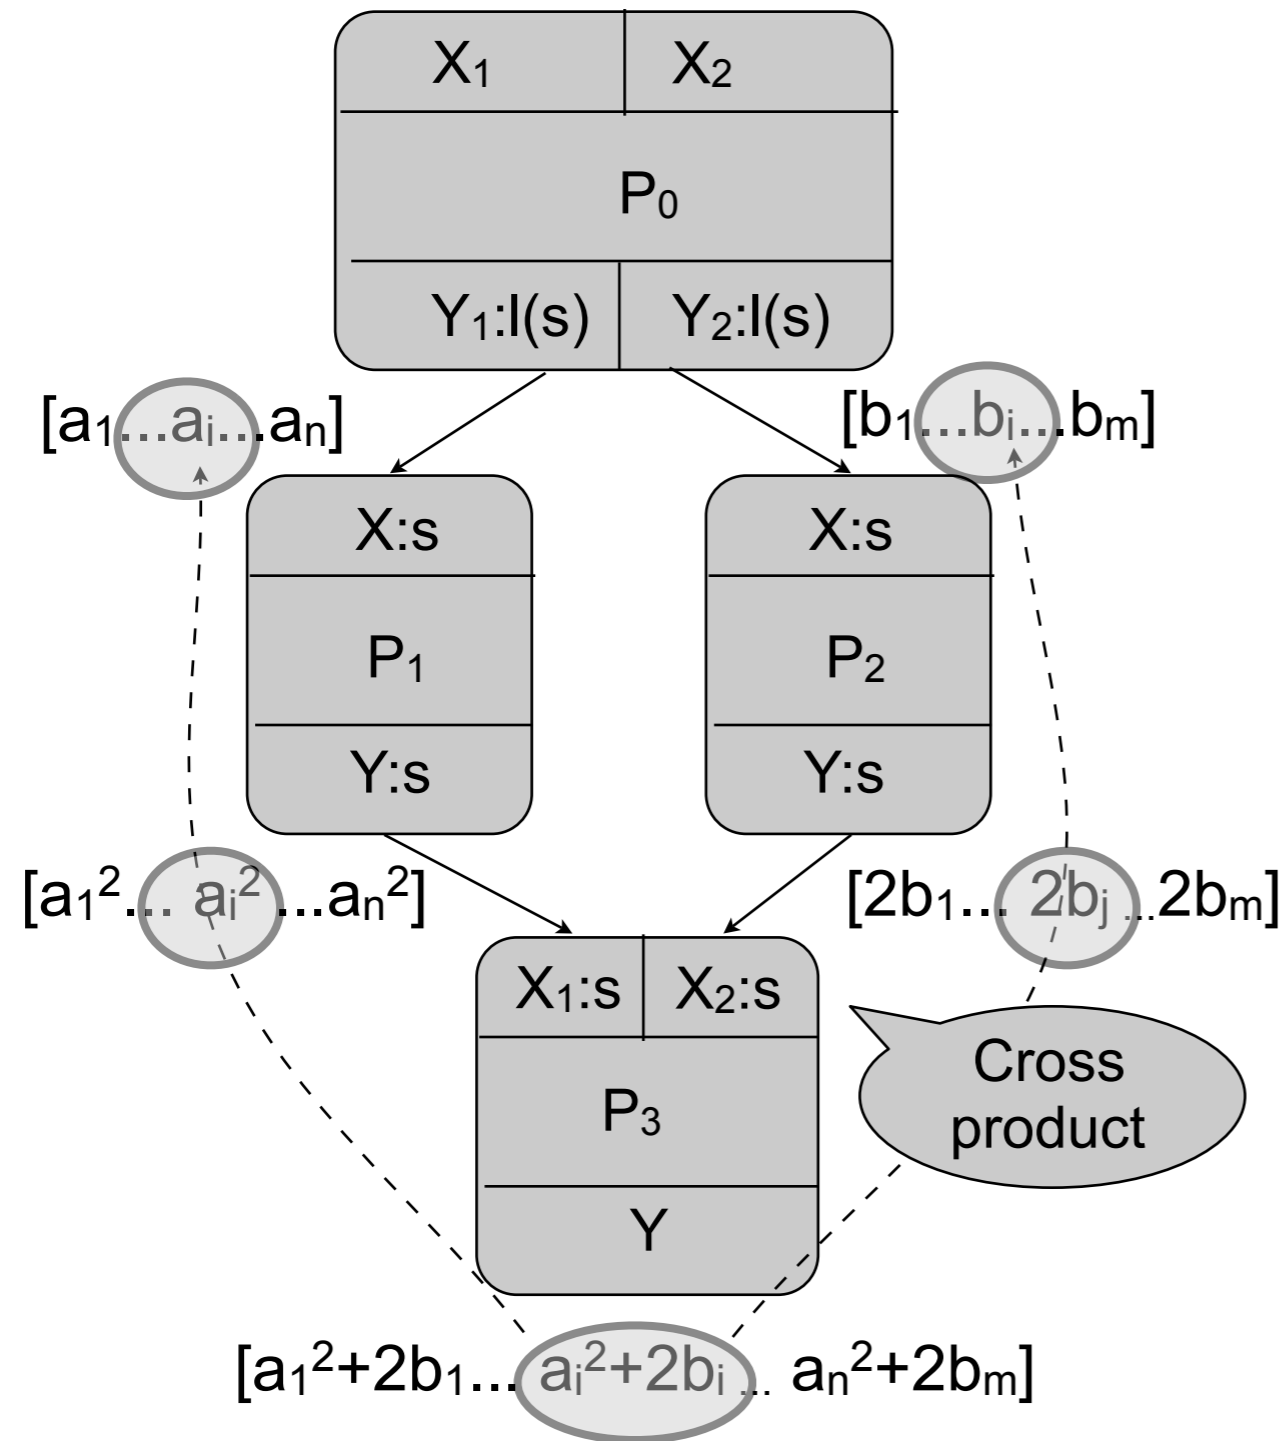 X₁ X₂
P₀
Y₁:l(s) Y₂:l(s)
[a₁...aᵢ...aₙ] [b₁...bᵢ...bₘ]
X:s X:s
P₁ P₂
Y:s Y:s
[a₁²... aᵢ² ...aₙ²] [2b₁... 2bⱼ ...2bₘ]
X₁:s X₂:s
Cross
product
P₃
Y
[a₁²+2b₁... aᵢ²+2bᵢ ... aₙ²+2bₘ]